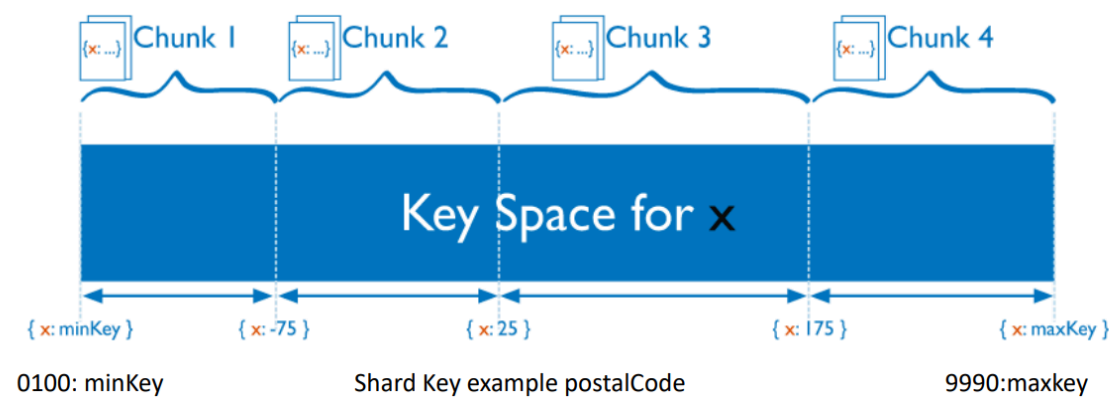 {x: ...} Chunk 1 {x: ...} Chunk 2 {x: ...} Chunk 3 {x: ...} Chunk 4
Key Space for x
{ x: minKey } { x: -75 } { x: 25 } { x: 175 } { x: maxKey }
0100: minKey Shard Key example postalCode 9990:maxkey